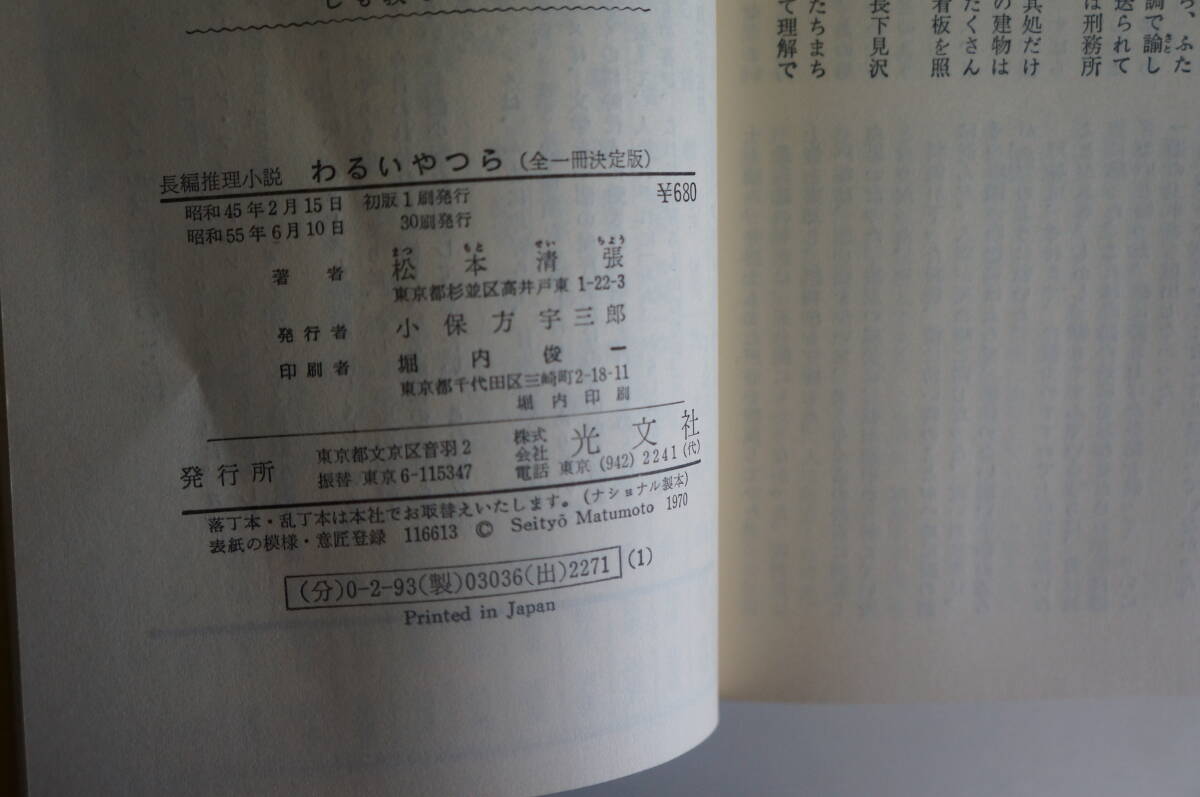 長編推理小説 わるいやつら(全一冊決定版)
¥680
昭和45年2月15日 初版1刷発行
昭和55年6月10日 30刷発行
著者 松本清張
まつ もと せい ちょう
東京都杉並区高井戸東 1-22-3
発行者 小保方宇三郎
印刷者 堀内俊一
東京都千代田区三崎町2-18-11
堀内印刷
発行所 東京都文京区音羽2 株式会社 光文社
振替 東京6-115347 電話 東京(942)2241(代)
落丁本・乱丁本は本社でお取替えいたします。(ナショナル製本)
表紙の模様・意匠登録 116613 © Seityō Matumoto 1970
(分)0-2-93(製)03036(出)2271 (1)
Printed in Japan
ら、ふた
調で諭し
さと
送られて
は刑務所
其処だけ
の建物は
たくさん
看板を照
長下見沢
たちまち
て理解で